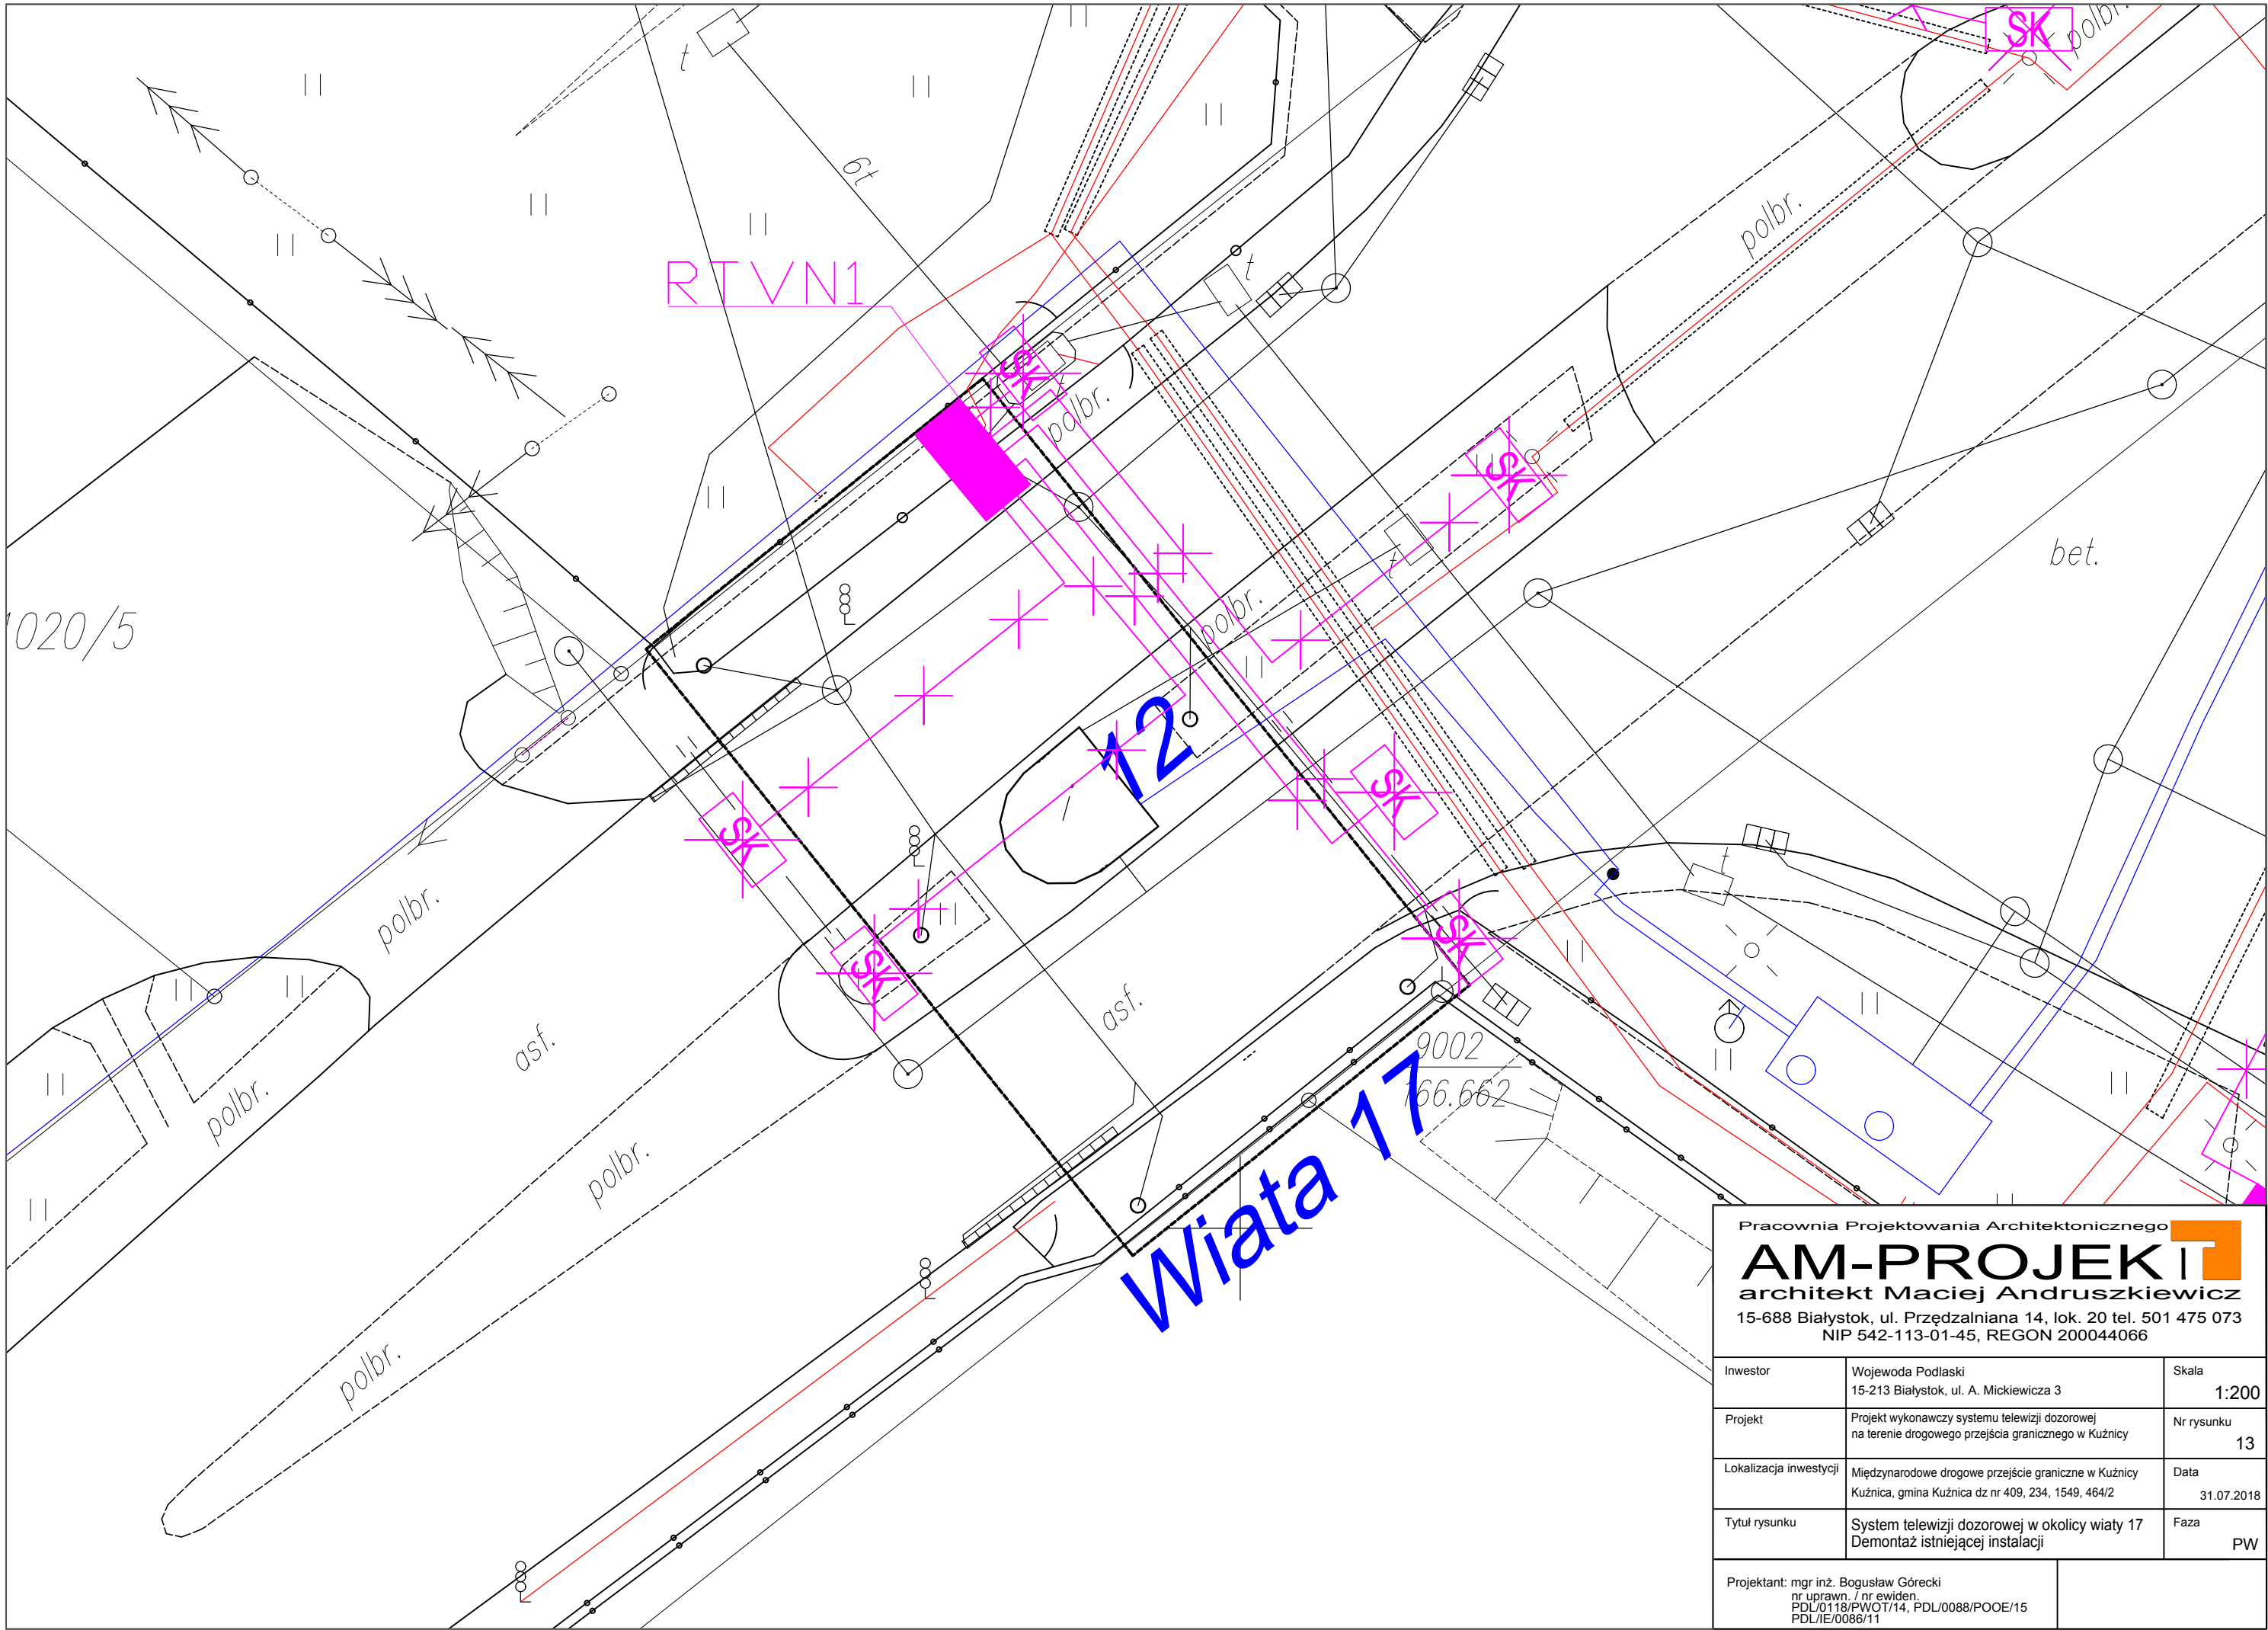 t
6t
SK
polbr.
polbr.
RTVN1
t
SK
t
polbr.
SK
t
bet.
1020/5
polbr.
12
SK
SK
polbr.
SK
SK
asf.
asf.
polbr.
polbr.
polbr.
9002
166.662
Wiata 17
t
Pracownia Projektowania Architektonicznego
AM-PROJEKT
architekt Maciej Andruszkiewicz
15-688 Białystok, ul. Przędzalniana 14, lok. 20 tel. 501 475 073
NIP 542-113-01-45, REGON 200044066
Inwestor
Wojewoda Podlaski
15-213 Białystok, ul. A. Mickiewicza 3
Skala
1:200
Projekt
Projekt wykonawczy systemu telewizji dozorowej
na terenie drogowego przejścia granicznego w Kuźnicy
Nr rysunku
13
Lokalizacja inwestycji
Międzynarodowe drogowe przejście graniczne w Kuźnicy
Kuźnica, gmina Kuźnica dz nr 409, 234, 1549, 464/2
Data
31.07.2018
Tytuł rysunku
System telewizji dozorowej w okolicy wiaty 17
Demontaż istniejącej instalacji
Faza
PW
Projektant: mgr inż. Bogusław Górecki
nr uprawn. / nr ewiden.
PDL/0118/PWOT/14, PDL/0088/POOE/15
PDL/IE/0086/11